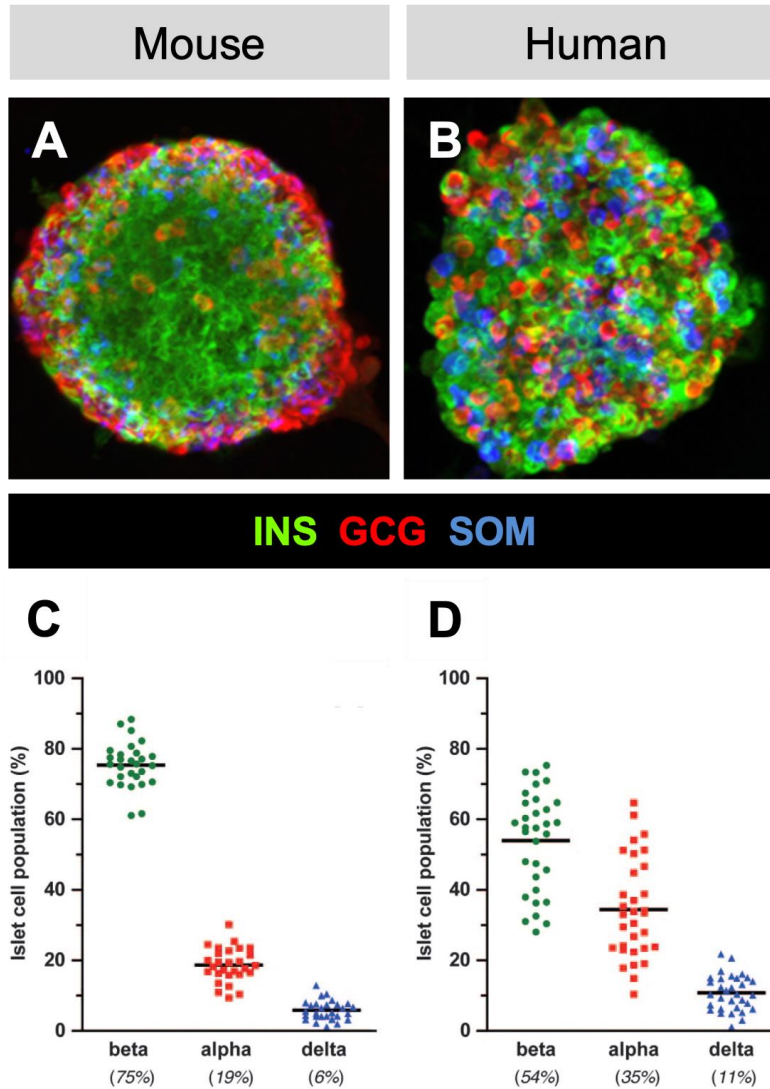 Mouse
Human
A
B
INS GCG SOM
C
D
Islet cell population (%)
100
80
60
40
20
0
beta
alpha
delta
(75%)
(19%)
(6%)
Islet cell population (%)
100
80
60
40
20
0
beta
alpha
delta
(54%)
(35%)
(11%)